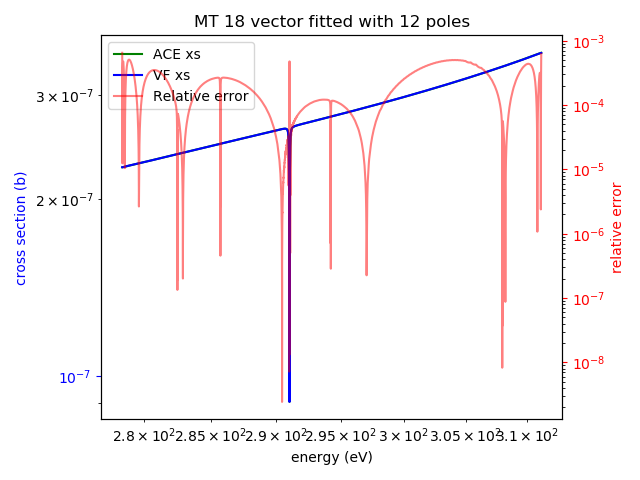 MT 18 vector fitted with 12 poles
ACE xs
VF xs
Relative error
cross section (b)
3 × 10⁻⁷
2 × 10⁻⁷
10⁻⁷
10⁻³
10⁻⁴
10⁻⁵
10⁻⁶
10⁻⁷
10⁻⁸
relative error
2.8 × 10² 2.85 × 10² 2.9 × 10² 2.95 × 10² 3 × 10² 3.05 × 10² 3.1 × 10²
energy (eV)